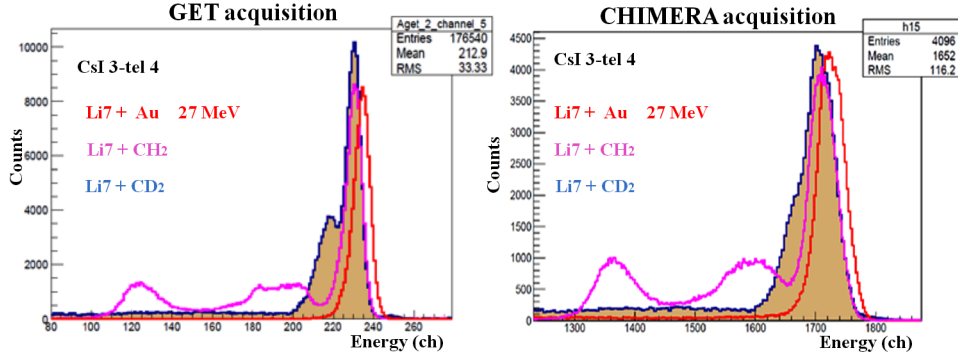 GET acquisition
Aget_2_channel_5
Entries 176540
Mean 212.9
RMS 33.33
CsI 3-tel 4
Li7 + Au 27 MeV
Li7 + CH2
Li7 + CD2
Counts
10000
8000
6000
4000
2000
0
80 100 120 140 160 180 200 220 240 260
Energy (ch)
CHIMERA acquisition
h15
Entries 4096
Mean 1652
RMS 116.2
CsI 3-tel 4
Li7 + Au 27 MeV
Li7 + CH2
Li7 + CD2
Counts
4500
4000
3500
3000
2500
2000
1500
1000
500
0
1300 1400 1500 1600 1700 1800
Energy (ch)